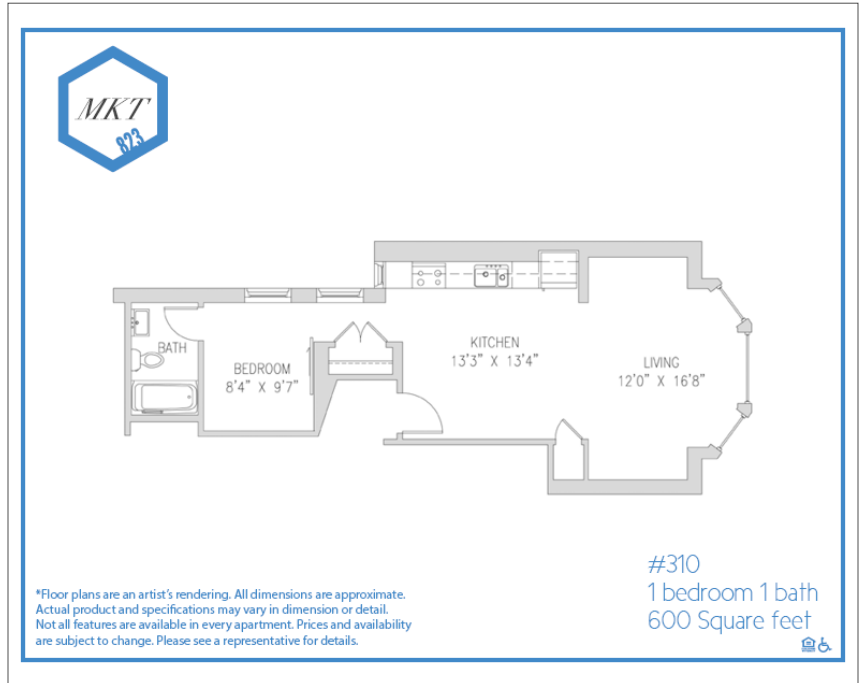 MKT
823
BATH
BEDROOM
8'4" X 9'7"
KITCHEN
13'3" X 13'4"
LIVING
12'0" X 16'8"
#310
1 bedroom 1 bath
600 Square feet
*Floor plans are an artist's rendering. All dimensions are approximate.
Actual product and specifications may vary in dimension or detail.
Not all features are available in every apartment. Prices and availability
are subject to change. Please see a representative for details.